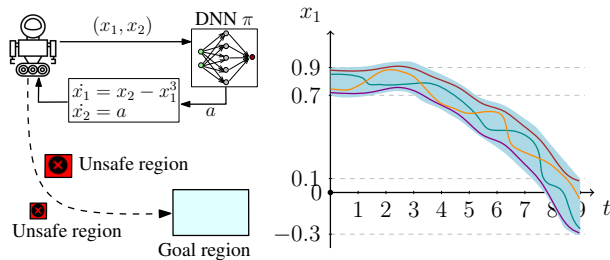 (x₁, x₂)
DNN π
ẋ₁ = x₂ − x₁³
ẋ₂ = a
a
Unsafe region
Unsafe region
Goal region
x₁
0.9
0.7
0.1
0
−0.3
1 2 3 4 5 6 7 8 9 t